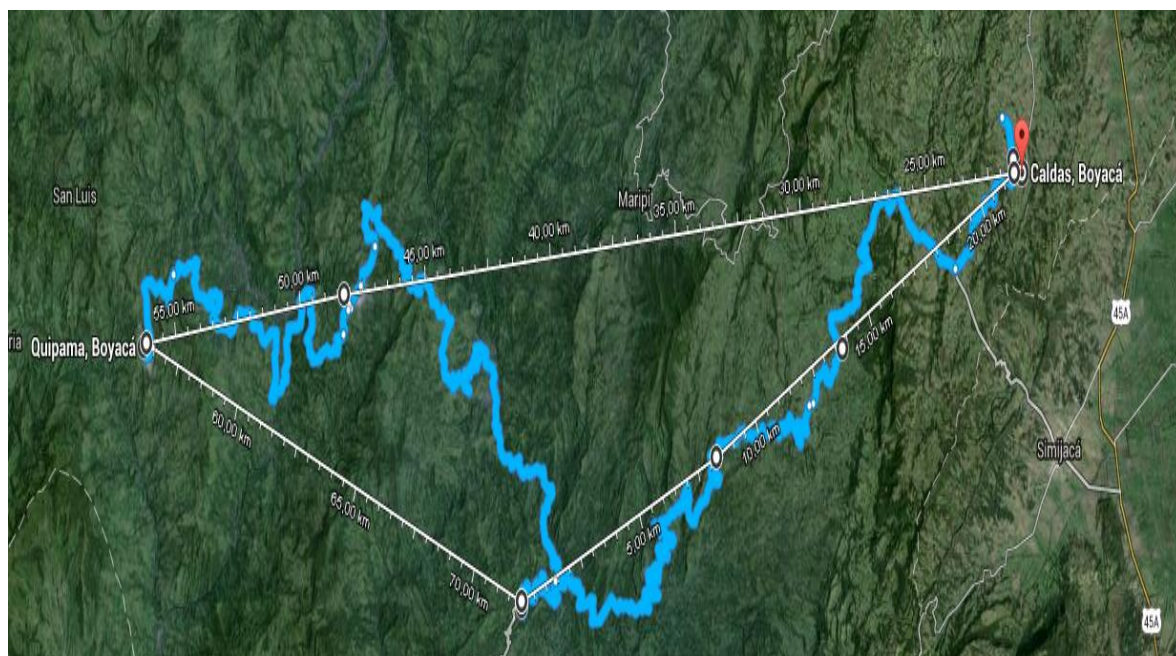 45A
San Luis
Maripi
25,00 km
Caldas, Boyacá
30,00 km
35,00 km
20,00 km
40,00 km
45,00 km
50,00 km
55,00 km
ria
Quipama, Boyacá
15,00 km
60,00 km
10,00 km
Simijacá
65,00 km
5,00 km
70,00 km
45A